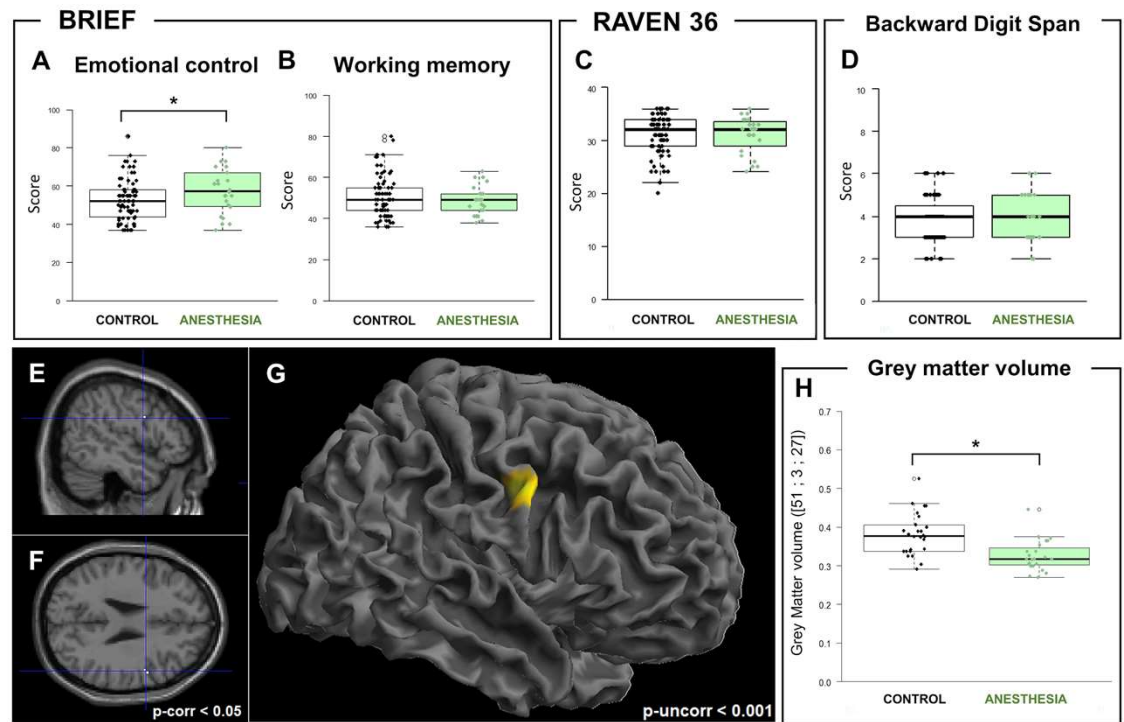 BRIEF
A
Emotional control
*
100
80
60
40
20
0
Score
CONTROL
ANESTHESIA
B
Working memory
100
80
60
40
20
0
Score
CONTROL
ANESTHESIA
RAVEN 36
C
40
30
20
10
0
Score
CONTROL
ANESTHESIA
Backward Digit Span
D
10
8
6
4
2
0
Score
CONTROL
ANESTHESIA
E
F
p-corr < 0.05
G
p-uncorr < 0.001
Grey matter volume
H
*
0.7
0.6
0.5
0.4
0.3
0.2
0.1
0.0
Grey Matter volume ([51 ; 3 ; 27])
CONTROL
ANESTHESIA